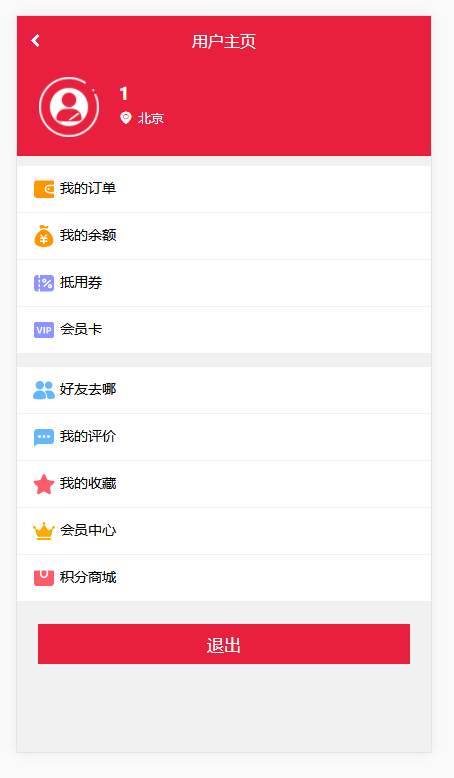 用户主页
1
北京
我的订单
我的余额
抵用券
VIP 会员卡
好友去哪
我的评价
我的收藏
会员中心
积分商城
退出